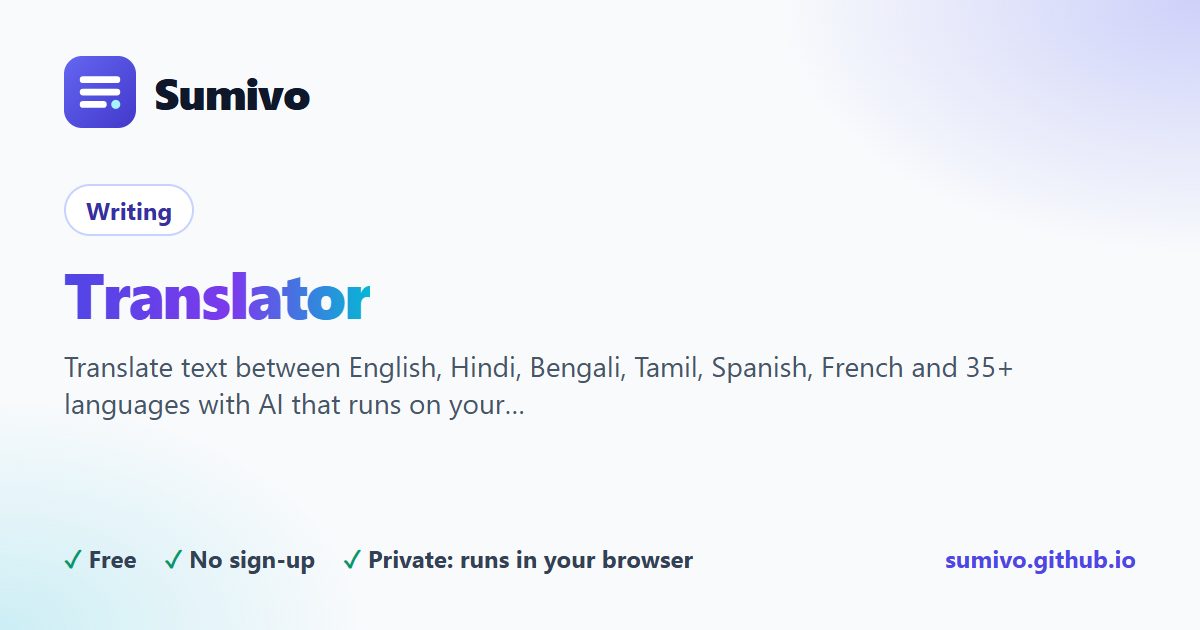 Sumivo
Writing
Translator
Translate text between English, Hindi, Bengali, Tamil, Spanish, French and 35+
languages with AI that runs on your…
✓ Free ✓ No sign-up ✓ Private: runs in your browser
sumivo.github.io